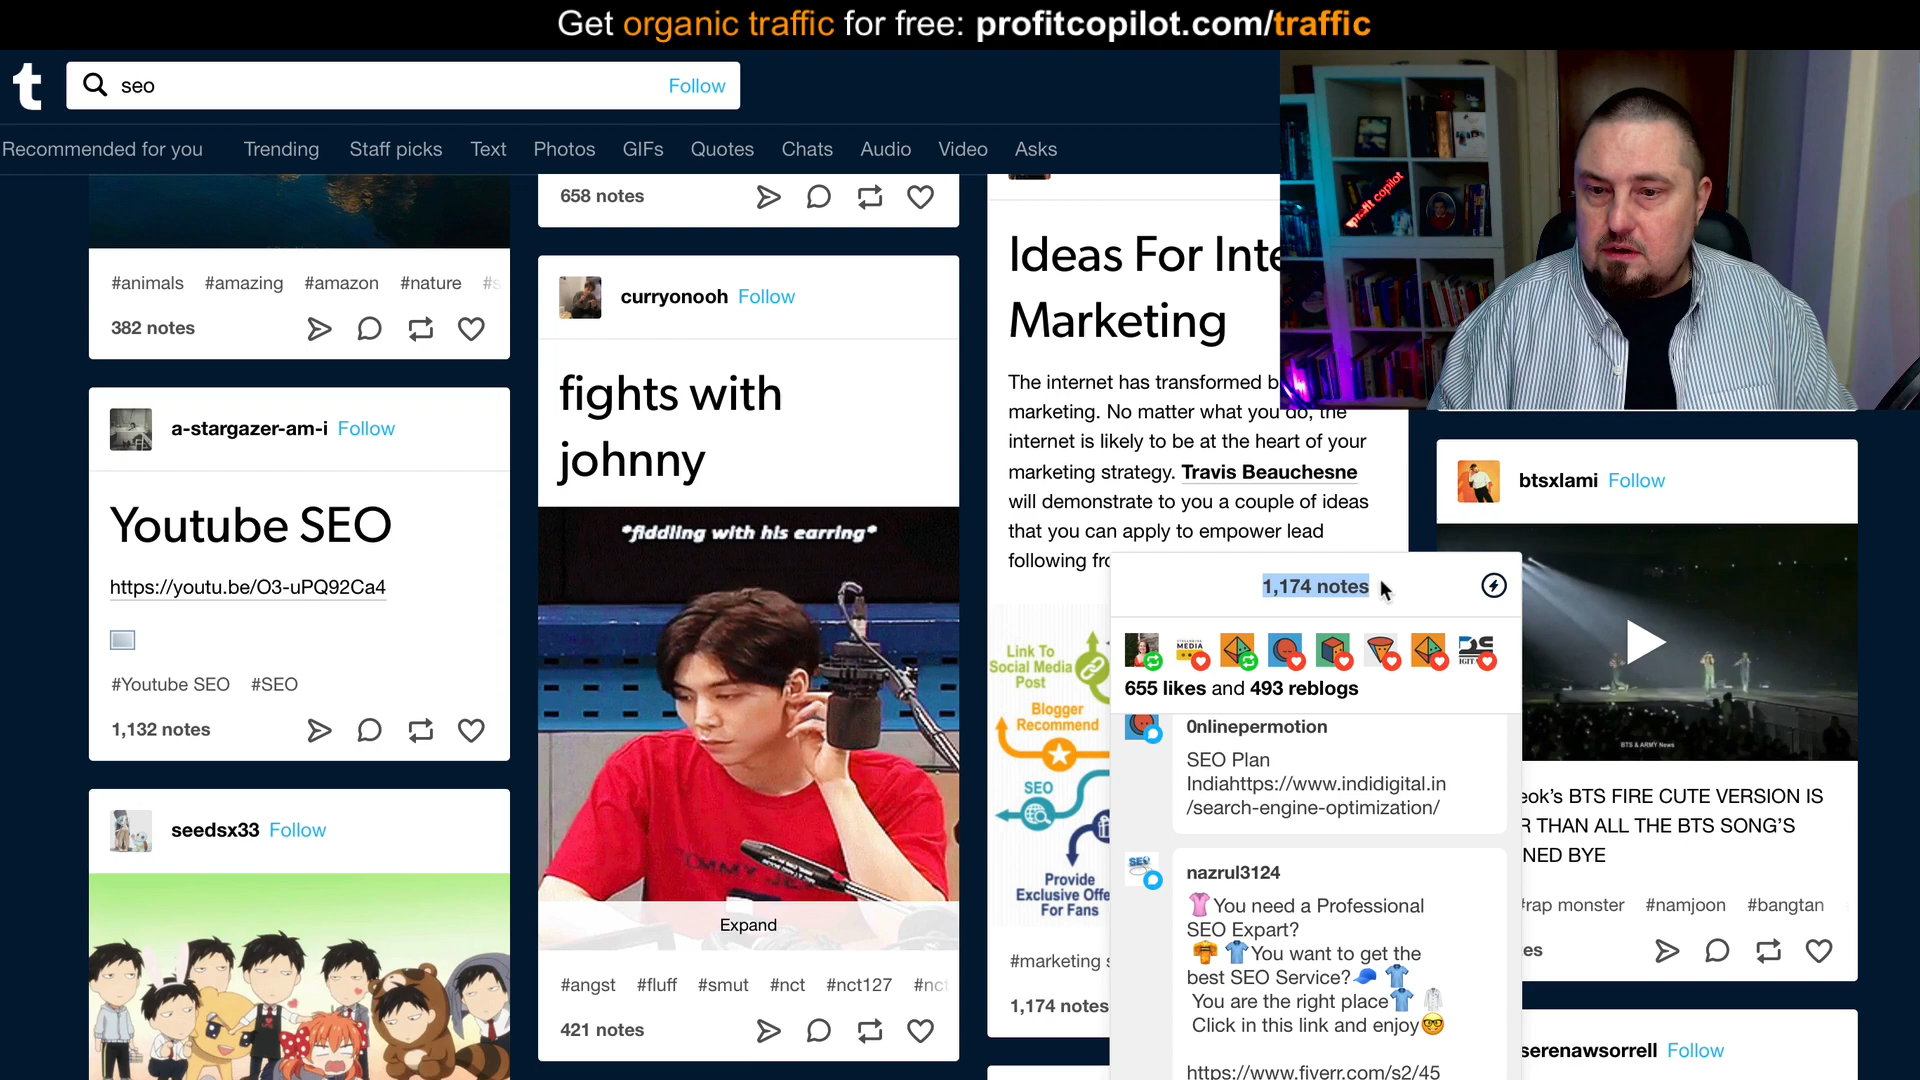 Get organic traffic for free: profitcopilot.com/traffic
t
seo
Follow
Recommended for you
Trending
Staff picks
Text
Photos
GIFs
Quotes
Chats
Audio
Video
Asks
#animals #amazing #amazon #nature #s
382 notes
a-stargazer-am-i Follow
Youtube SEO
https://youtu.be/O3-uPQ92Ca4
#Youtube SEO #SEO
1,132 notes
seedsx33 Follow
658 notes
curryonooh Follow
fights with
johnny
*fiddling with his earring*
Expand
#angst #fluff #smut #nct #nct127 #nct
421 notes
Ideas For Inte
Marketing
The internet has transformed b
marketing. No matter what you do, the
internet is likely to be at the heart of your
marketing strategy. Travis Beauchesne
will demonstrate to you a couple of ideas
that you can apply to empower lead
following fro
Link To
Social Media
Post
Blogger
Recommend
SEO
Provide
Exclusive Offe
For Fans
#marketing s
1,174 notes
1,174 notes
655 likes and 493 reblogs
0nlinepermotion
SEO Plan
Indiahttps://www.indidigital.in
/search-engine-optimization/
nazrul3124
You need a Professional
SEO Expart?
You want to get the
best SEO Service?
You are the right place
Click in this link and enjoy
https://www.fiverr.com/s2/45
profit copilot
btsxlami Follow
BTS & ARMY News
eok's BTS FIRE CUTE VERSION IS
R THAN ALL THE BTS SONG'S
NED BYE
#rap monster #namjoon #bangtan
es
serenawsorrell Follow